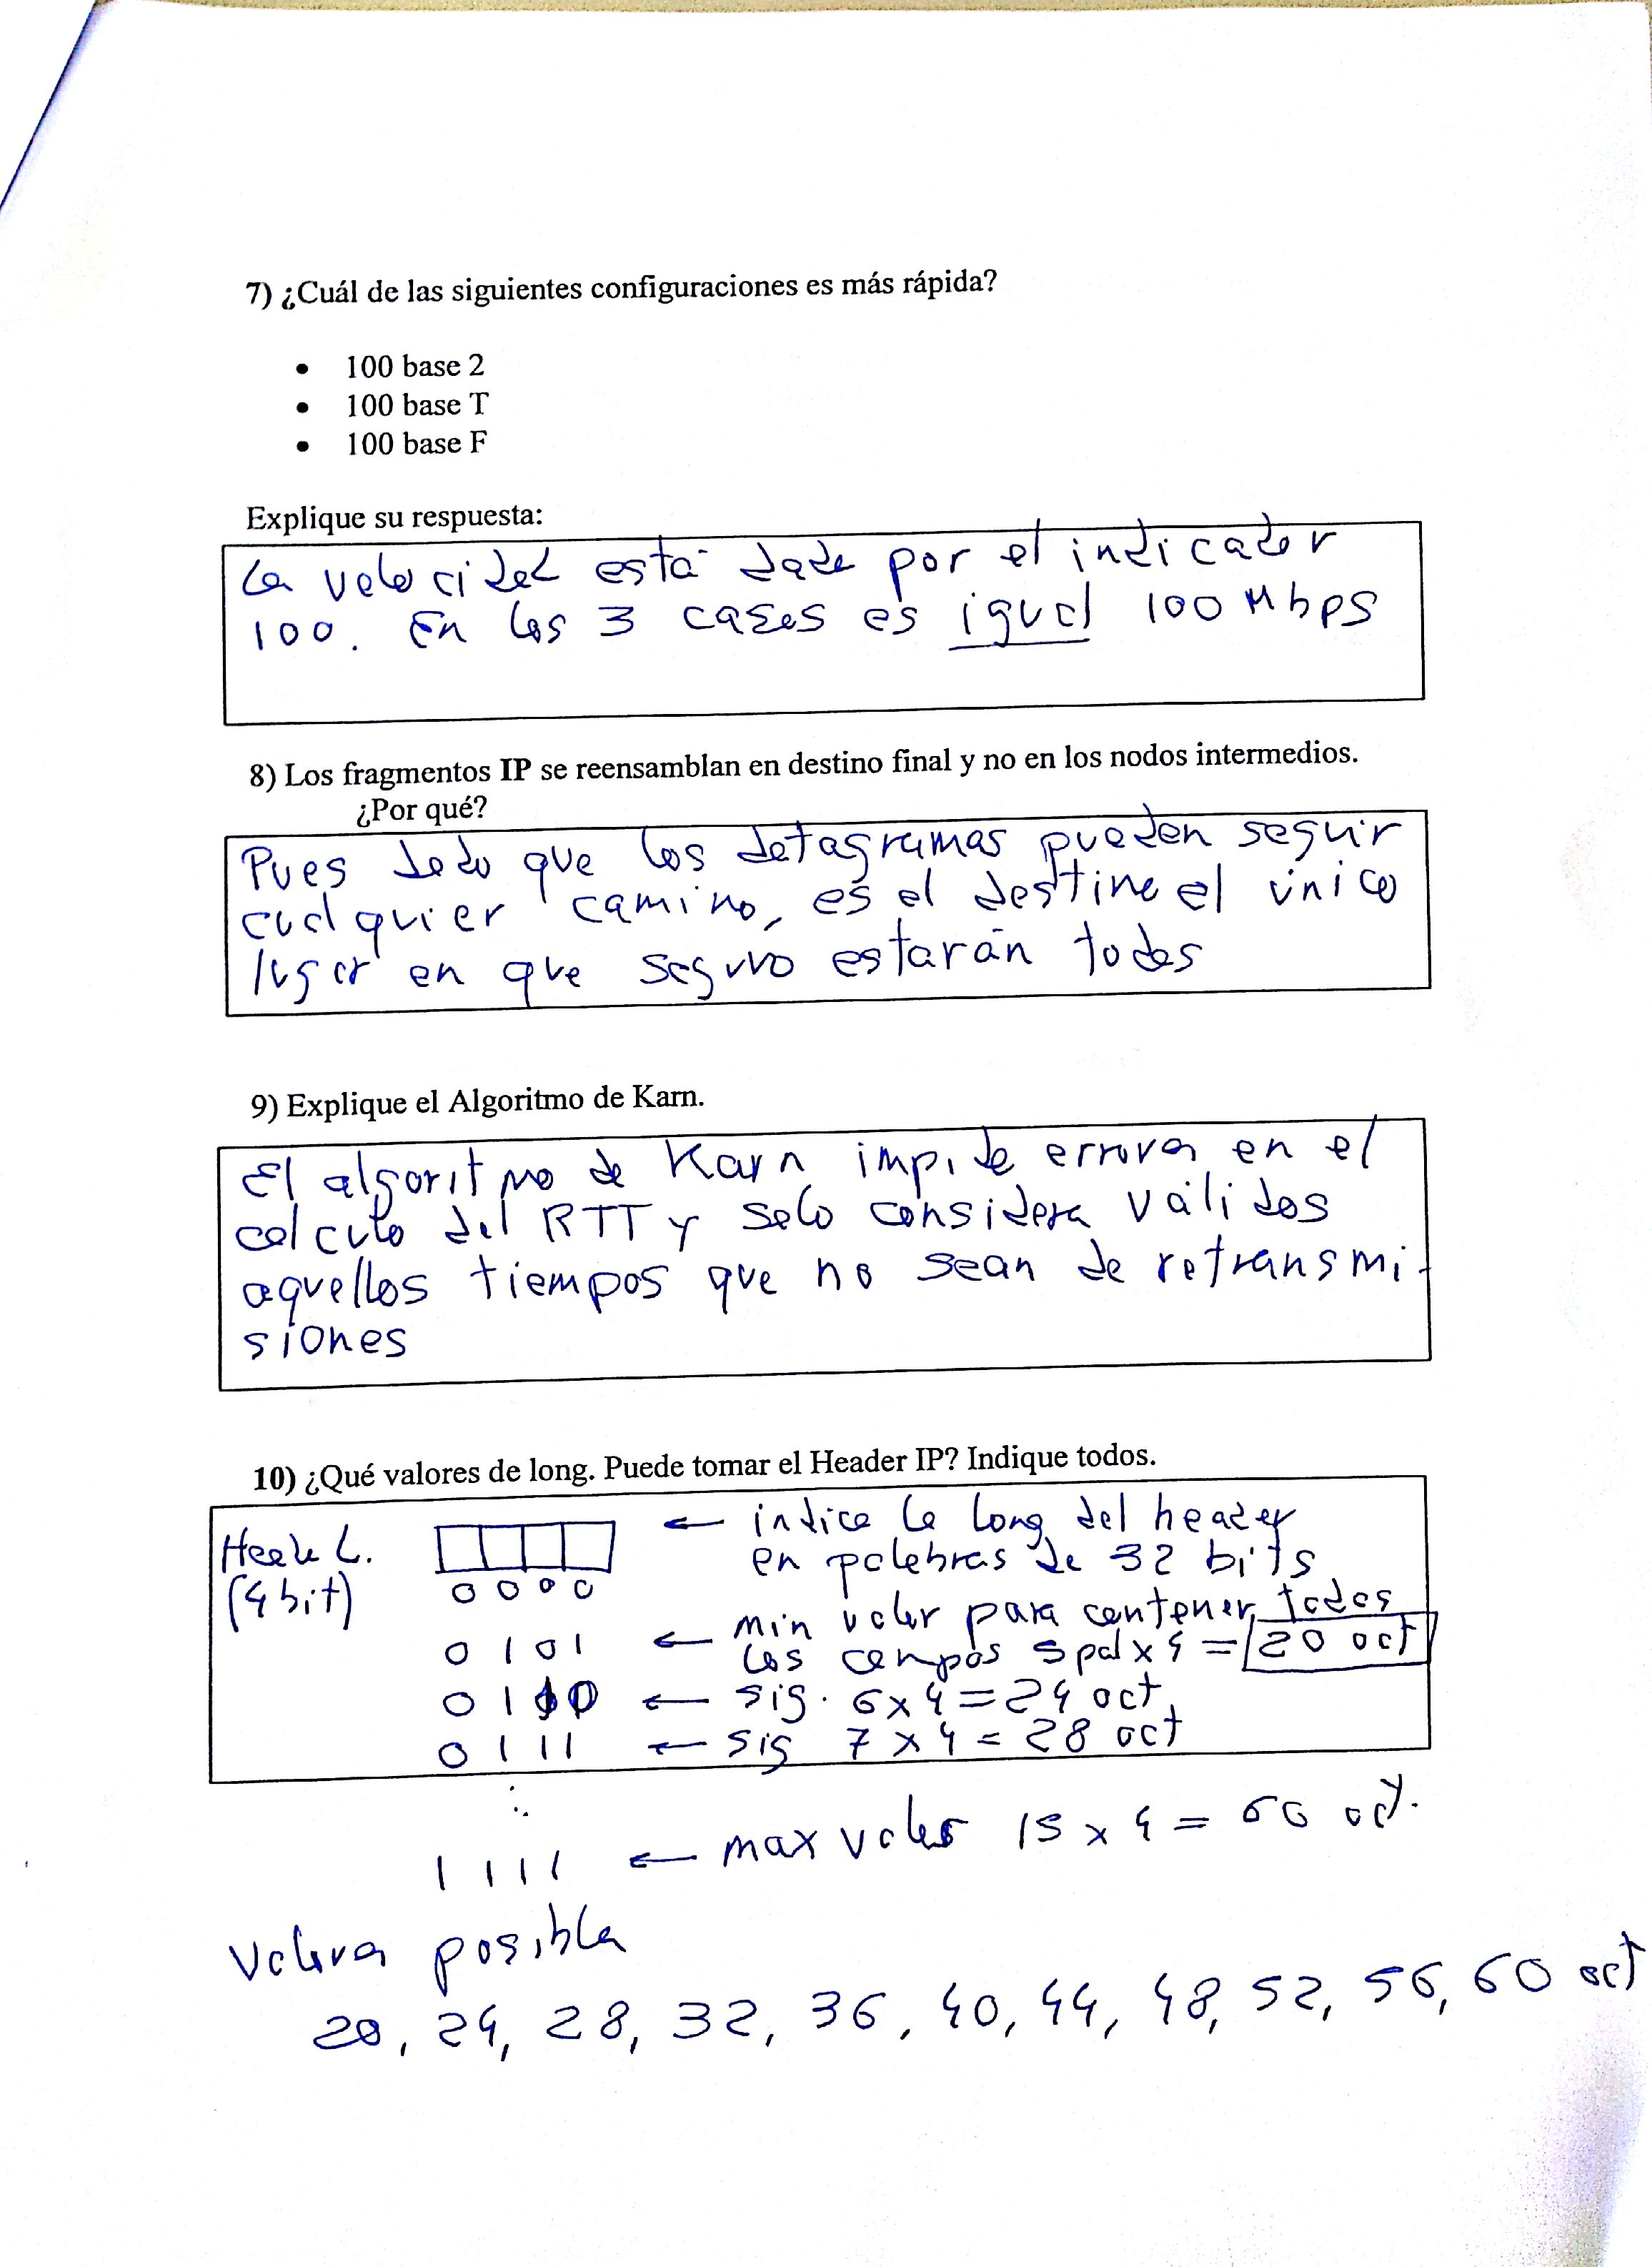 7) ¿Cuál de las siguientes configuraciones es más rápida?
• 100 base 2
• 100 base T
• 100 base F
Explique su respuesta:
La velocidad está dada por el indicador
100. En los 3 casos es igual 100 Mbps
8) Los fragmentos IP se reensamblan en destino final y no en los nodos intermedios.
¿Por qué?
Pues dado que los datagramas pueden seguir
cualquier camino, es el destino el único
lugar en que seguro estarán todos
9) Explique el Algoritmo de Karn.
El algoritmo de Karn impide errores en el
calculo del RTT y solo considera válidos
aquellos tiempos que no sean de retransmi-
siones
10) ¿Qué valores de long. Puede tomar el Header IP? Indique todos.
Heade L. ← indica la long del header
(4 bit) en palabras de 32 bits
0 0 0 0
0 1 0 1 ← min valor para contener todos
los campos 5 pal x 4 = 20 oct
0 1 1 0 ← sig. 6 x 4 = 24 oct,
0 1 1 1 ← sig 7 x 4 = 28 oct
1 1 1 1 ← max valor 15 x 4 = 60 oct.
Valores posibles
20, 24, 28, 32, 36, 40, 44, 48, 52, 56, 60 oct